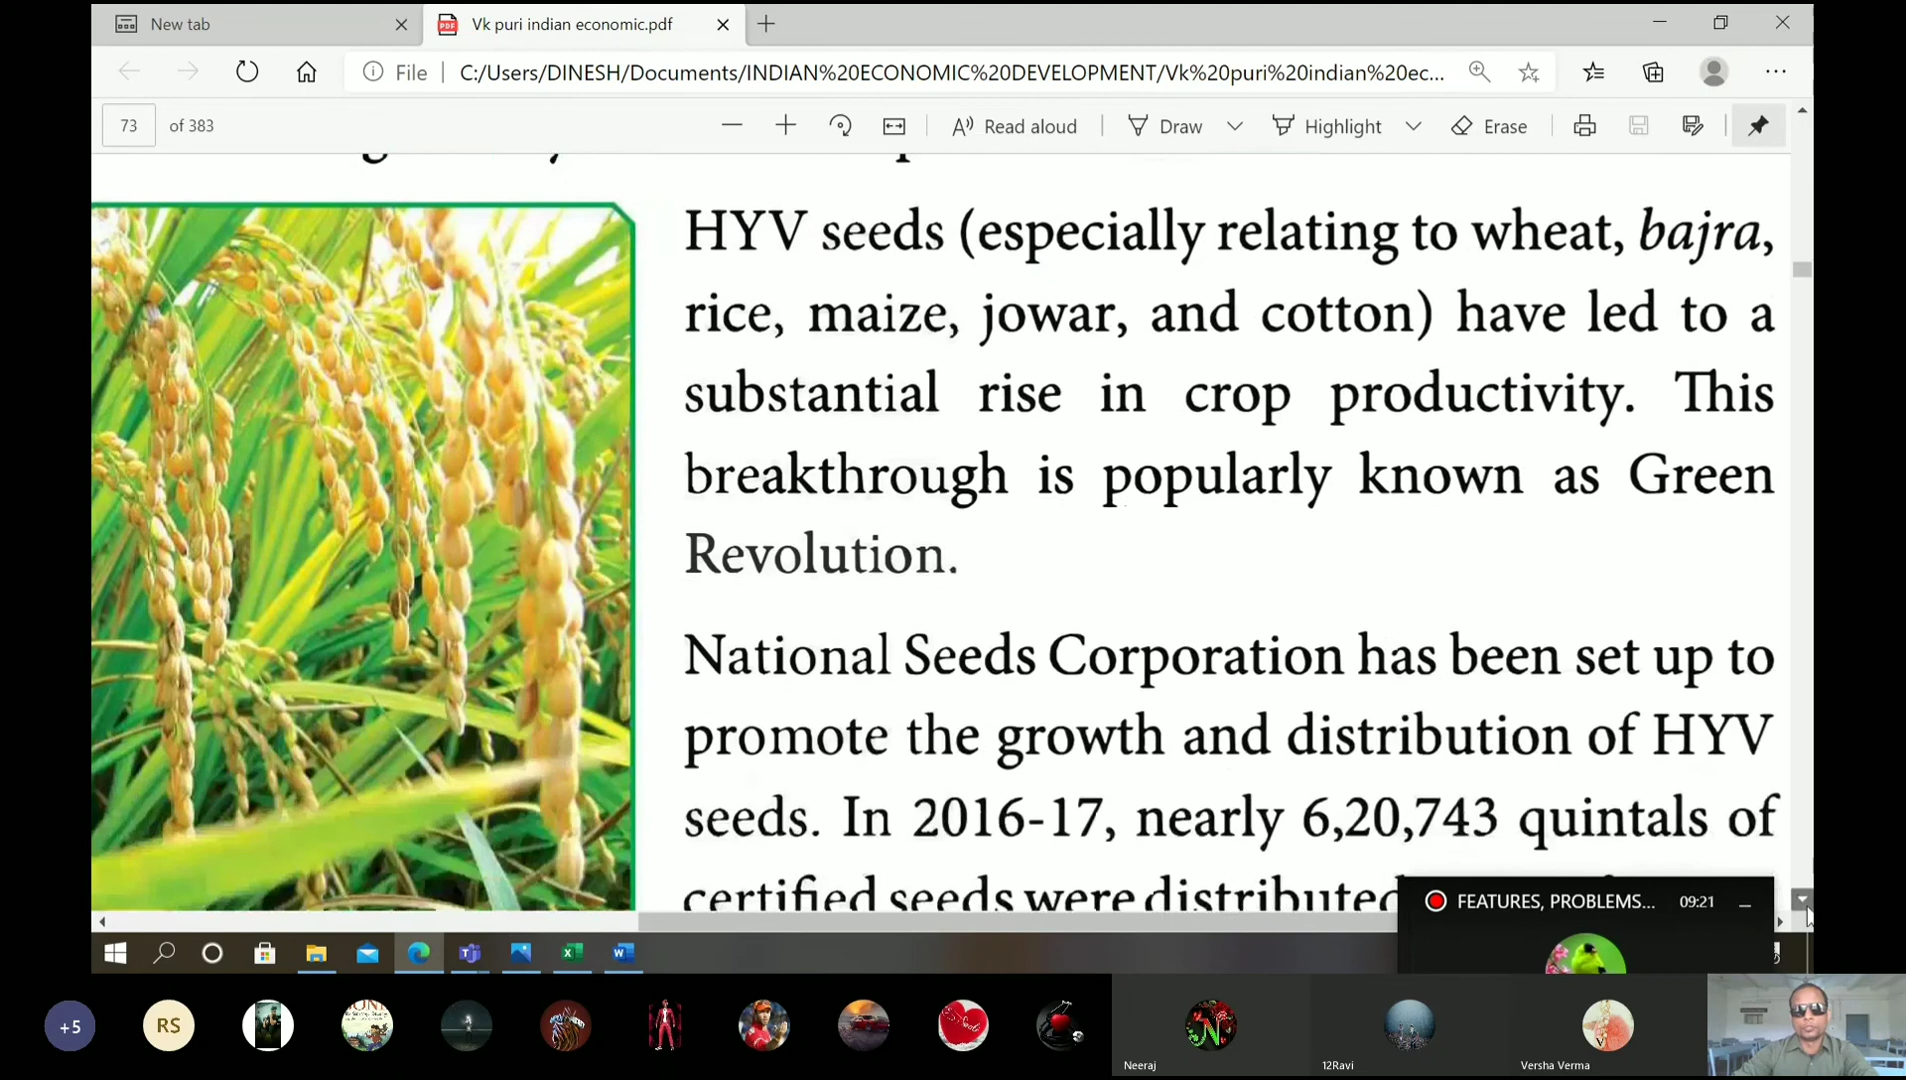 New tab
Vk puri indian economic.pdf
File
C:/Users/DINESH/Documents/INDIAN%20ECONOMIC%20DEVELOPMENT/Vk%20puri%20indian%20ec...
73 of 383
Read aloud
Draw
Highlight
Erase
HYV seeds (especially relating to wheat, bajra,
rice, maize, jowar, and cotton) have led to a
substantial rise in crop productivity. This
breakthrough is popularly known as Green
Revolution.
National Seeds Corporation has been set up to
promote the growth and distribution of HYV
seeds. In 2016-17, nearly 6,20,743 quintals of
certified seeds were distributed
FEATURES, PROBLEMS... 09:21
+5
RS
Neeraj
12Ravi
Versha Verma